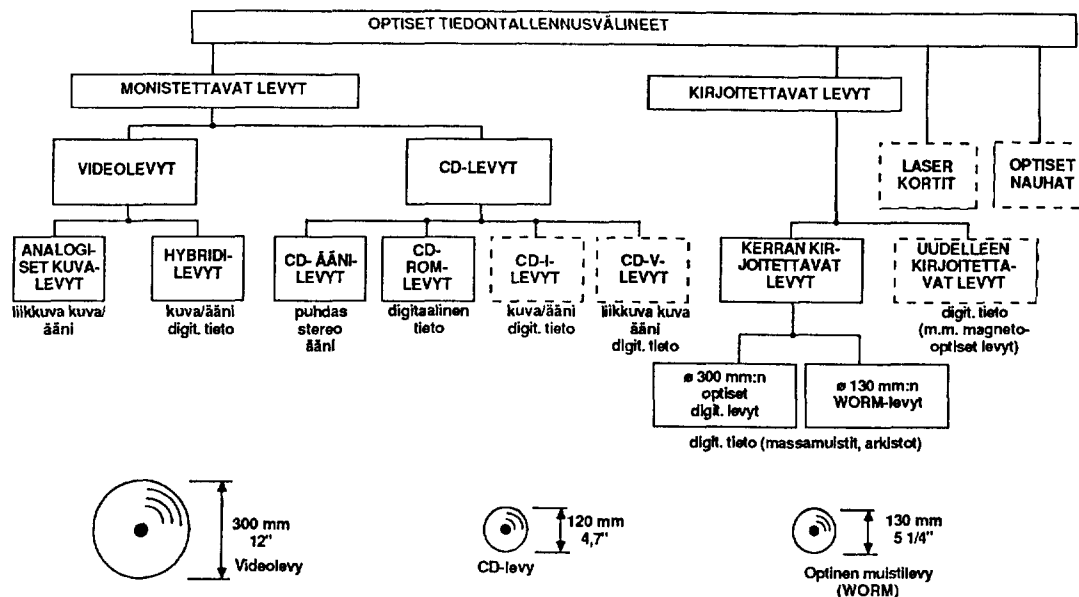 OPTISET TIEDONTALLENNUSVÄLINEET
MONISTETTAVAT LEVYT
KIRJOITETTAVAT LEVYT
VIDEOLEVYT
CD-LEVYT
LASER
KORTIT
OPTISET
NAUHAT
ANALOGI-
SET KUVA-
LEVYT
liikkuva kuva/
ääni
HYBRIDI-
LEVYT
kuva/ääni
digit. tieto
CD- ÄÄNI-
LEVYT
puhdas
stereo
ääni
CD-
ROM-
LEVYT
digitaalinen
tieto
CD-I-
LEVYT
kuva/ääni
digit. tieto
CD-V-
LEVYT
liikkuva kuva
ääni
digit. tieto
KERRAN KIR-
JOITETTAVAT
LEVYT
UUDELLEEN
KIRJOITETTA-
VAT LEVYT
digit. tieto
(m.m. magneto-
optiset levyt)
ø 300 mm:n
optiset
digit. levyt
ø 130 mm:n
WORM-levyt
digit. tieto (massamuistit, arkistot)
300 mm
12"
Videolevy
120 mm
4,7"
CD-levy
130 mm
5 1/4"
Optinen muistilevy
(WORM)